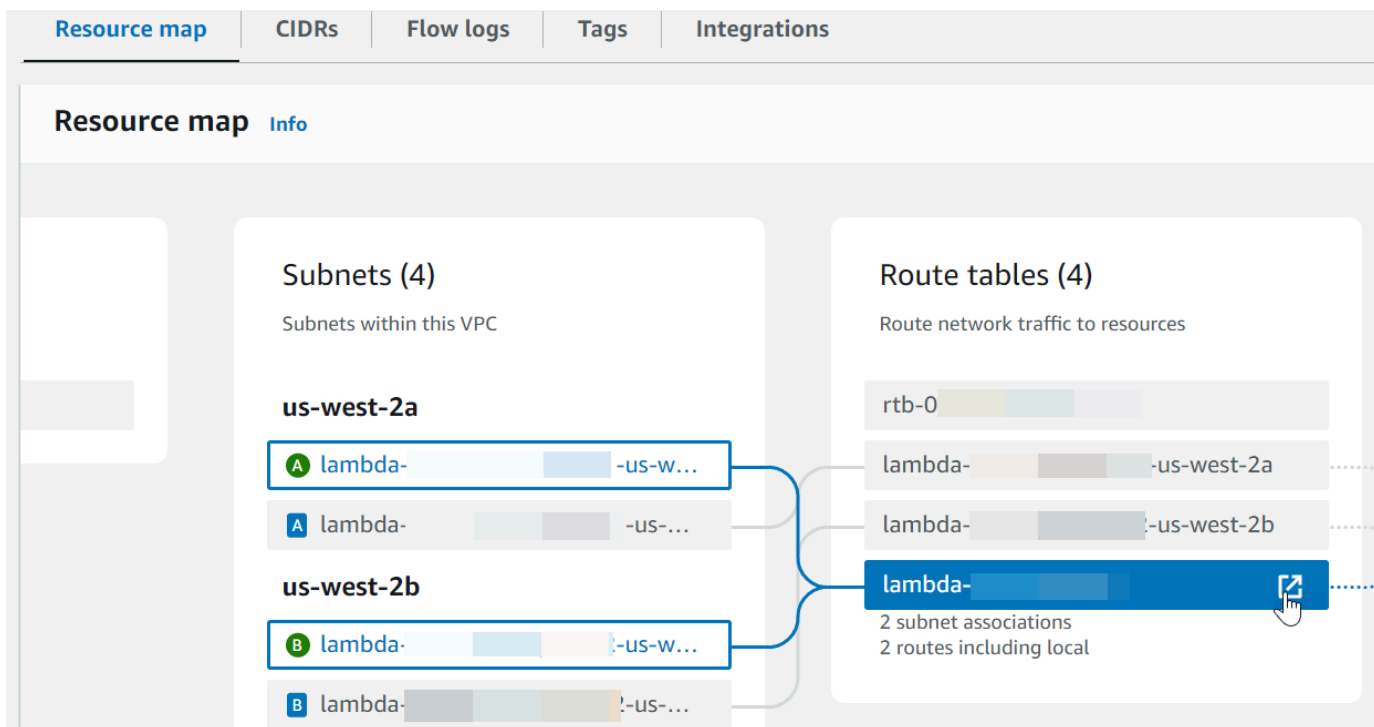 Resource map CIDRs Flow logs Tags Integrations
Resource map Info
Subnets (4)
Subnets within this VPC
us-west-2a
A lambda- -us-w...
A lambda- -us-...
us-west-2b
B lambda- -us-w...
B lambda- -us-...
Route tables (4)
Route network traffic to resources
rtb-0
lambda- -us-west-2a
lambda- -us-west-2b
lambda-
2 subnet associations
2 routes including local